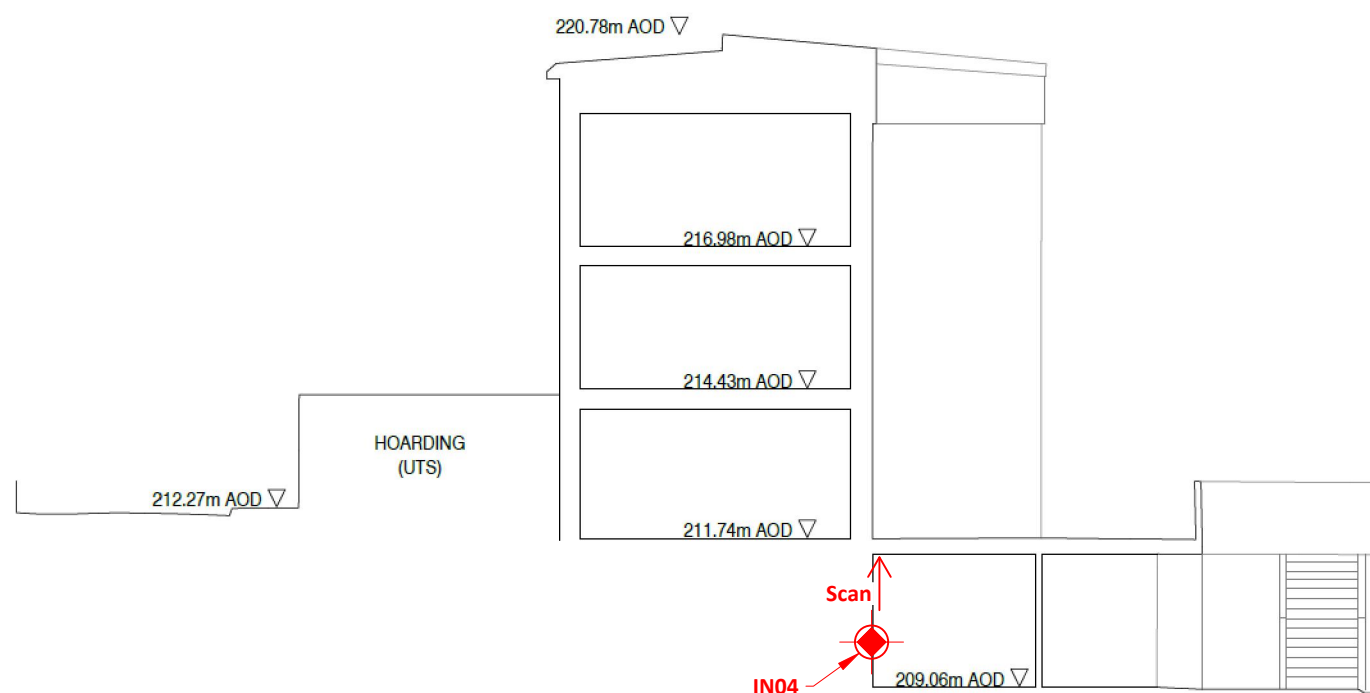 220.78m AOD
216.98m AOD
214.43m AOD
HOARDING
(UTS)
212.27m AOD
211.74m AOD
Scan
209.06m AOD
IN04